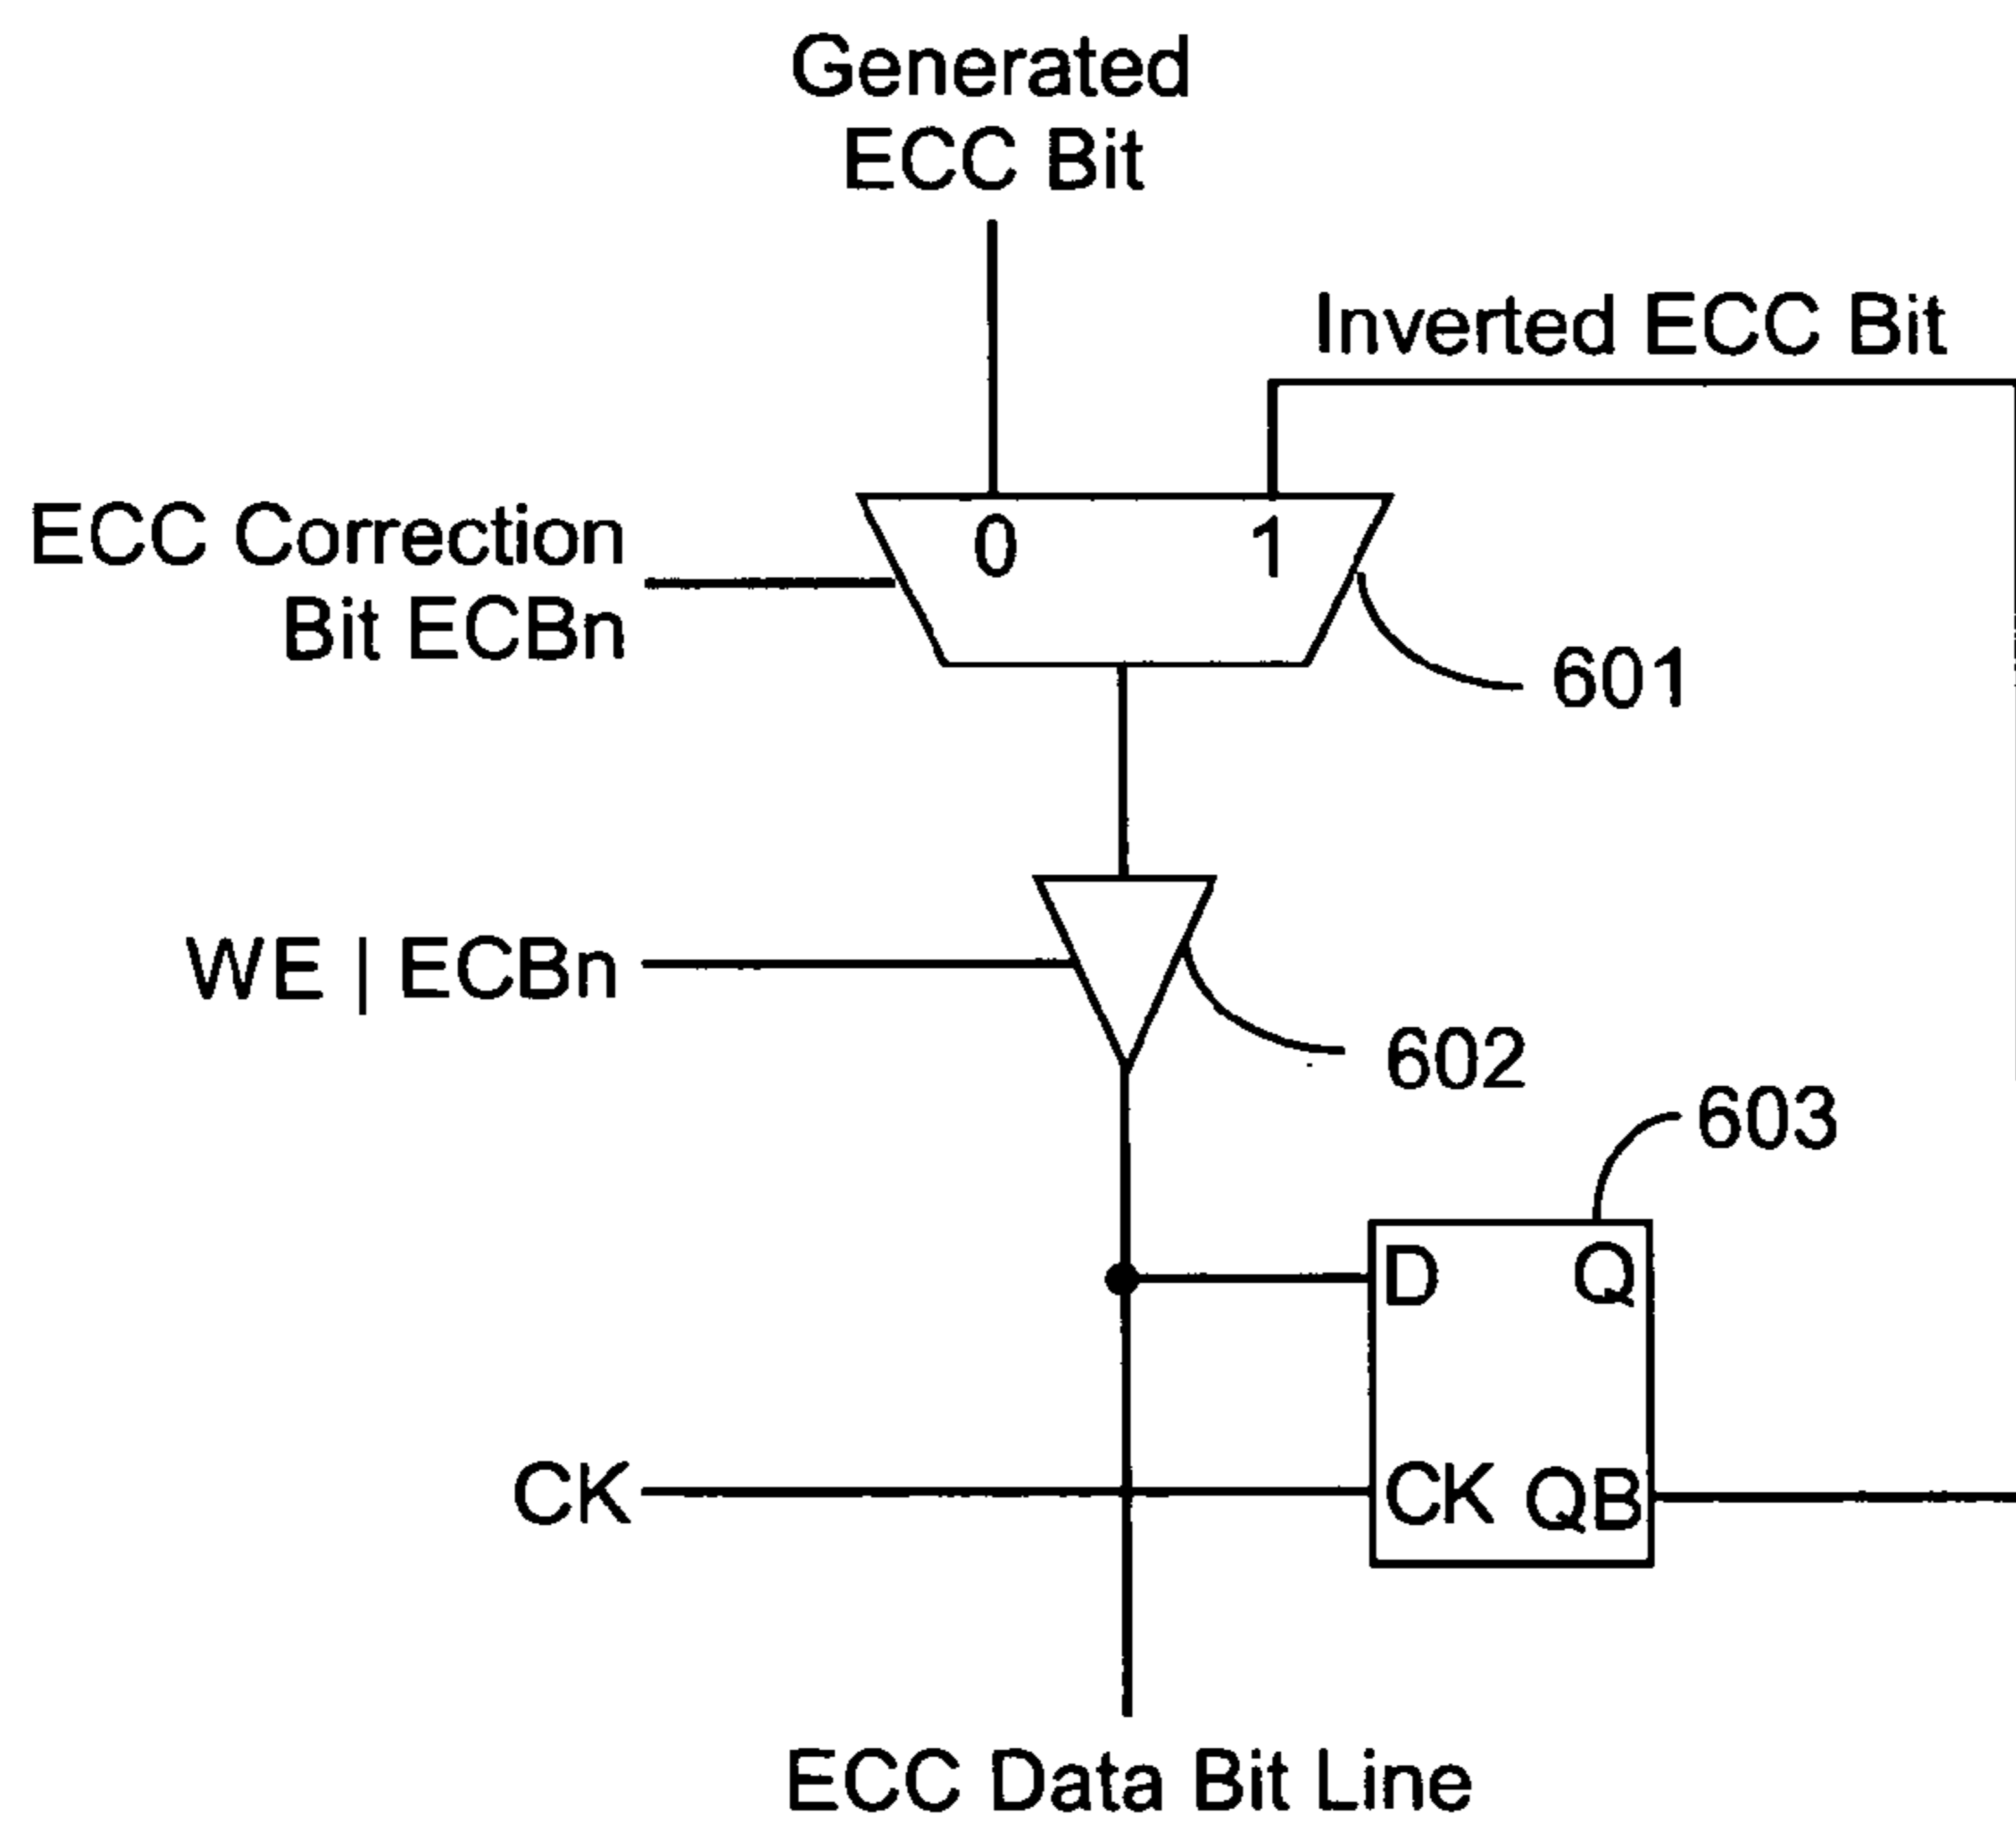 Generated
ECC Bit
Inverted ECC Bit
ECC Correction
Bit ECBn
0
1
601
WE | ECBn
602
603
D
Q
CK
CK
QB
ECC Data Bit Line